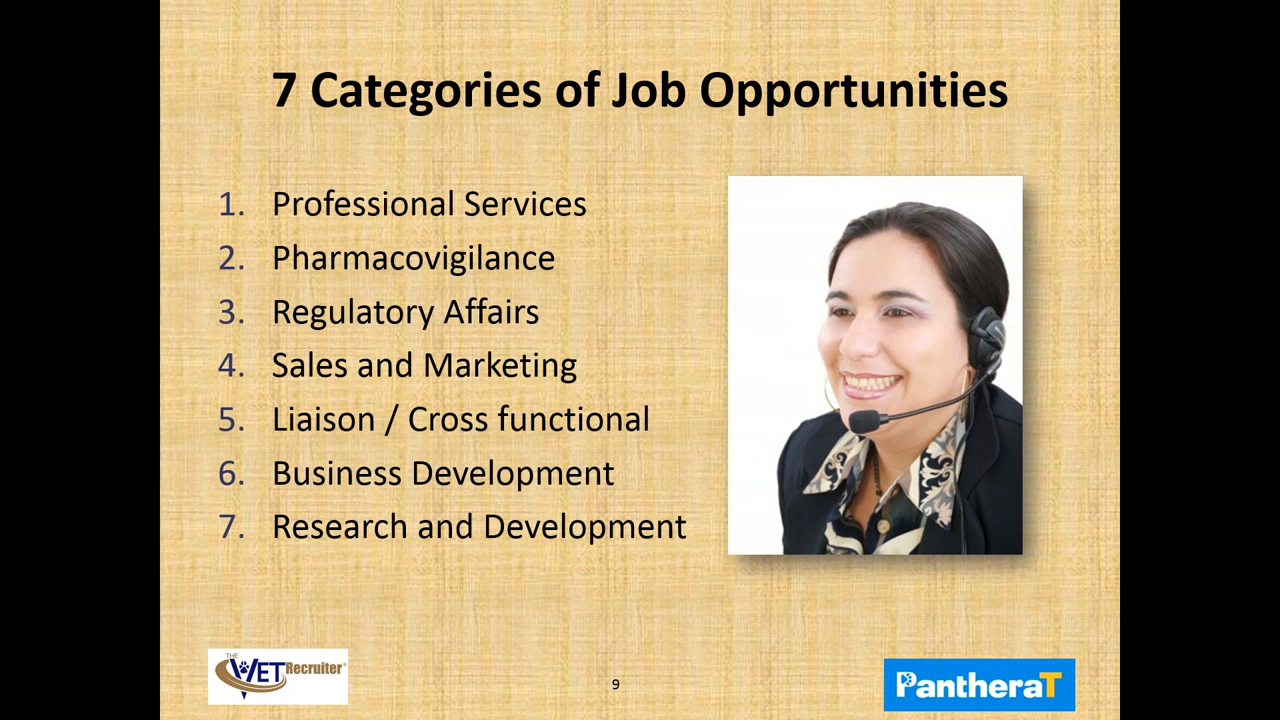 7 Categories of Job Opportunities
1. Professional Services
2. Pharmacovigilance
3. Regulatory Affairs
4. Sales and Marketing
5. Liaison / Cross functional
6. Business Development
7. Research and Development
THE
VET Recruiter®
9
PantheraT